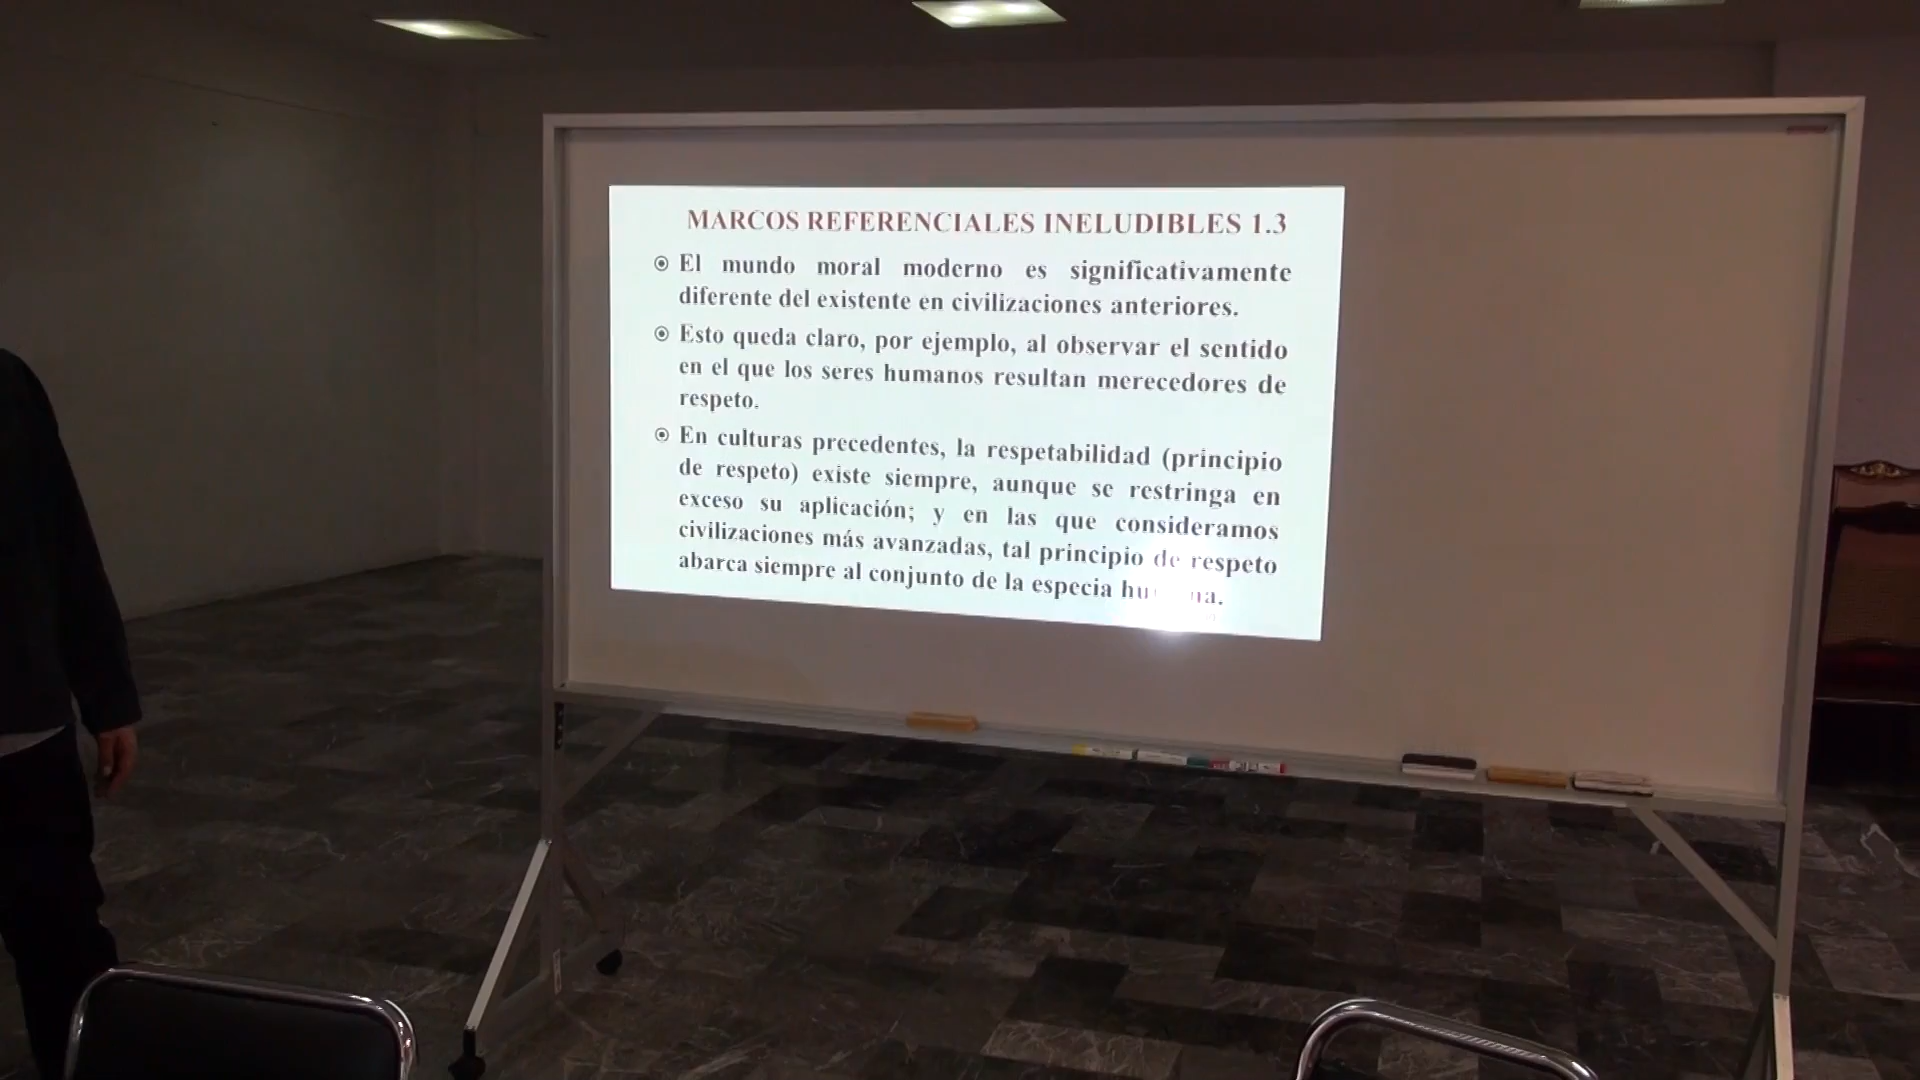 MARCOS REFERENCIALES INELUDIBLES 1.3
El mundo moral moderno es significativamente
diferente del existente en civilizaciones anteriores.
Esto queda claro, por ejemplo, al observar el sentido
en el que los seres humanos resultan merecedores de
respeto.
En culturas precedentes, la respetabilidad (principio
de respeto) existe siempre, aunque se restringa en
exceso su aplicación; y en las que consideramos
civilizaciones más avanzadas, tal principio de respeto
abarca siempre al conjunto de la especia